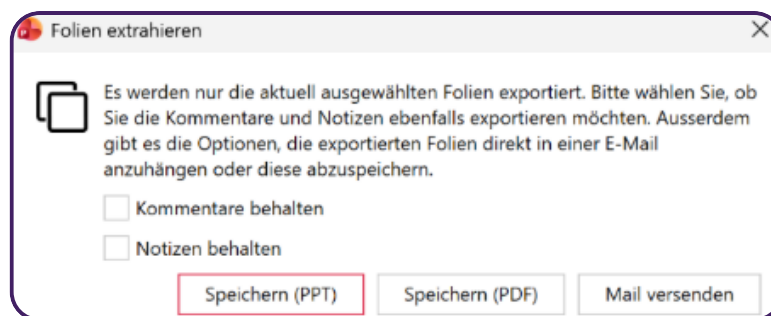 Folien extrahieren
Es werden nur die aktuell ausgewählten Folien exportiert. Bitte wählen Sie, ob
Sie die Kommentare und Notizen ebenfalls exportieren möchten. Ausserdem
gibt es die Optionen, die exportierten Folien direkt in einer E-Mail
anzuhängen oder diese abzuspeichern.
Kommentare behalten
Notizen behalten
Speichern (PPT) Speichern (PDF) Mail versenden